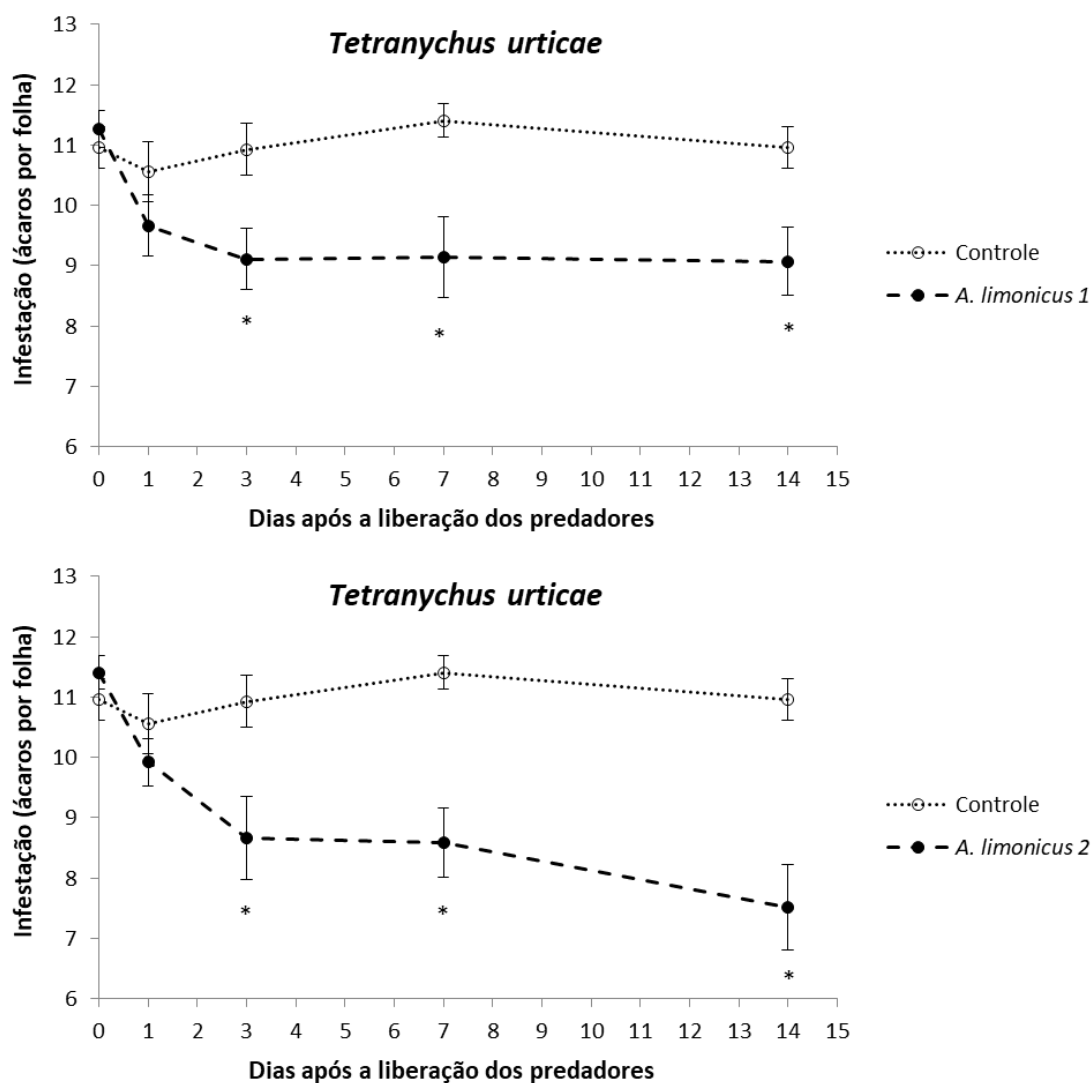 Tetranychus urticae
13
12
11
10
9
8
7
6
Infestação (ácaros por folha)
* * *
0 1 2 3 4 5 6 7 8 9 10 11 12 13 14 15
Dias após a liberação dos predadores
Controle
A. limonicus 1
Tetranychus urticae
13
12
11
10
9
8
7
6
Infestação (ácaros por folha)
* * *
0 1 2 3 4 5 6 7 8 9 10 11 12 13 14 15
Dias após a liberação dos predadores
Controle
A. limonicus 2